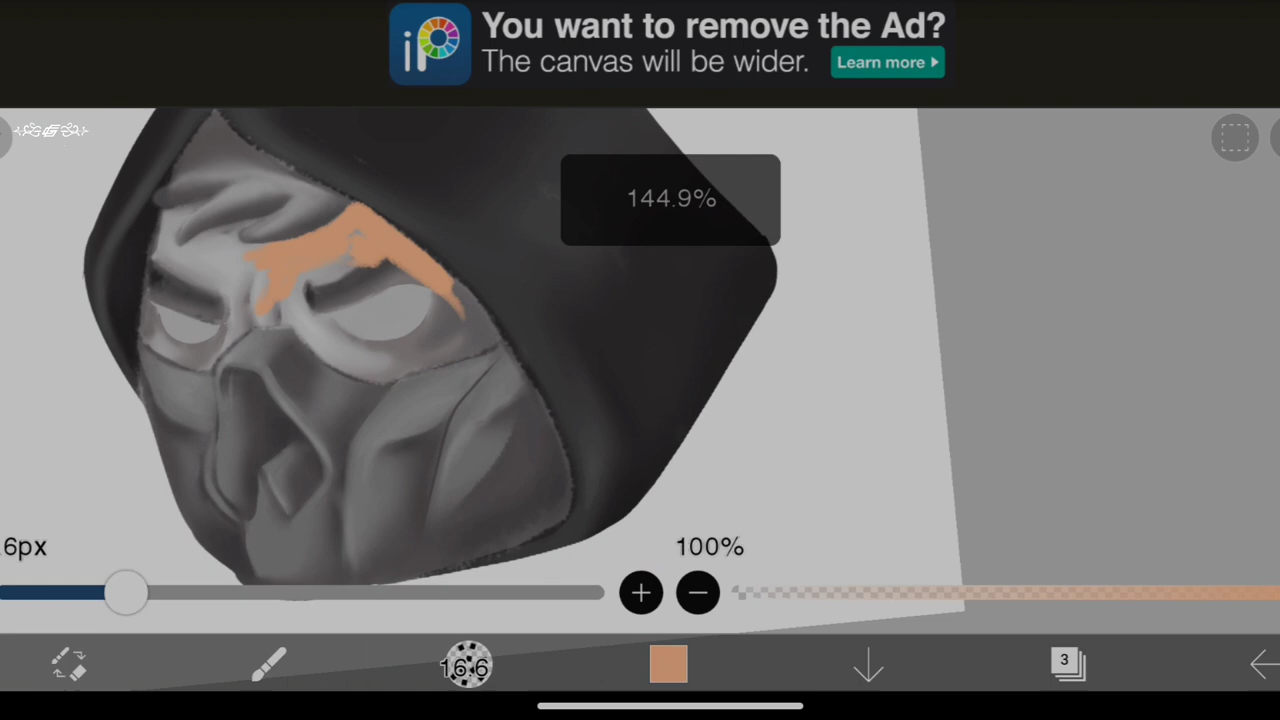 iP
You want to remove the Ad?
The canvas will be wider.
Learn more
144.9%
6px
100%
16.6
3